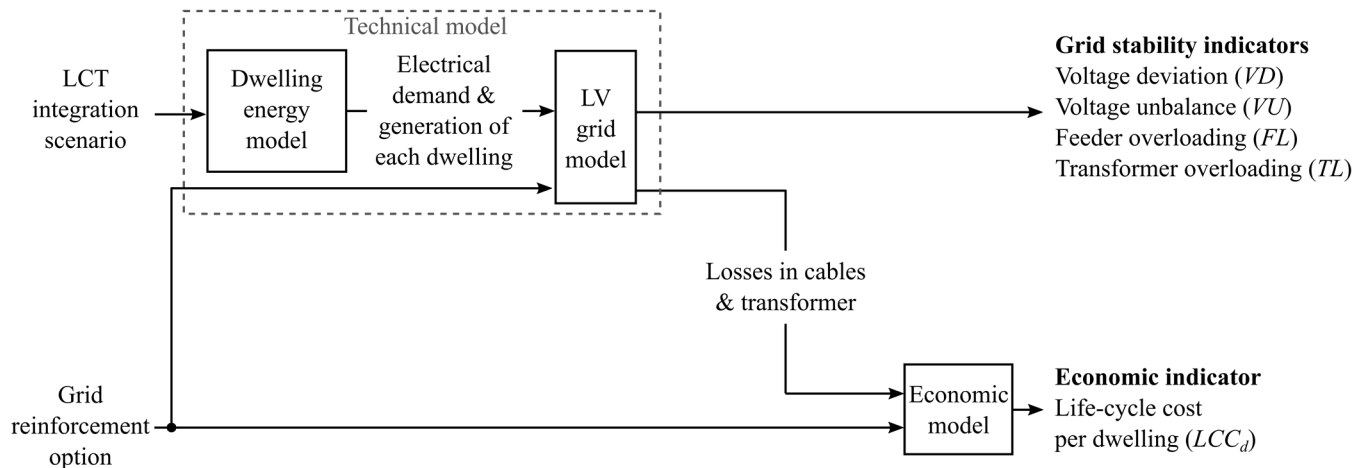 Technical model
LCT
integration
scenario
Dwelling
energy
model
Electrical
demand &
generation of
each dwelling
LV
grid
model
Grid stability indicators
Voltage deviation (VD)
Voltage unbalance (VU)
Feeder overloading (FL)
Transformer overloading (TL)
Losses in cables
& transformer
Grid
reinforcement
option
Economic
model
Economic indicator
Life-cycle cost
per dwelling (LCC_d)